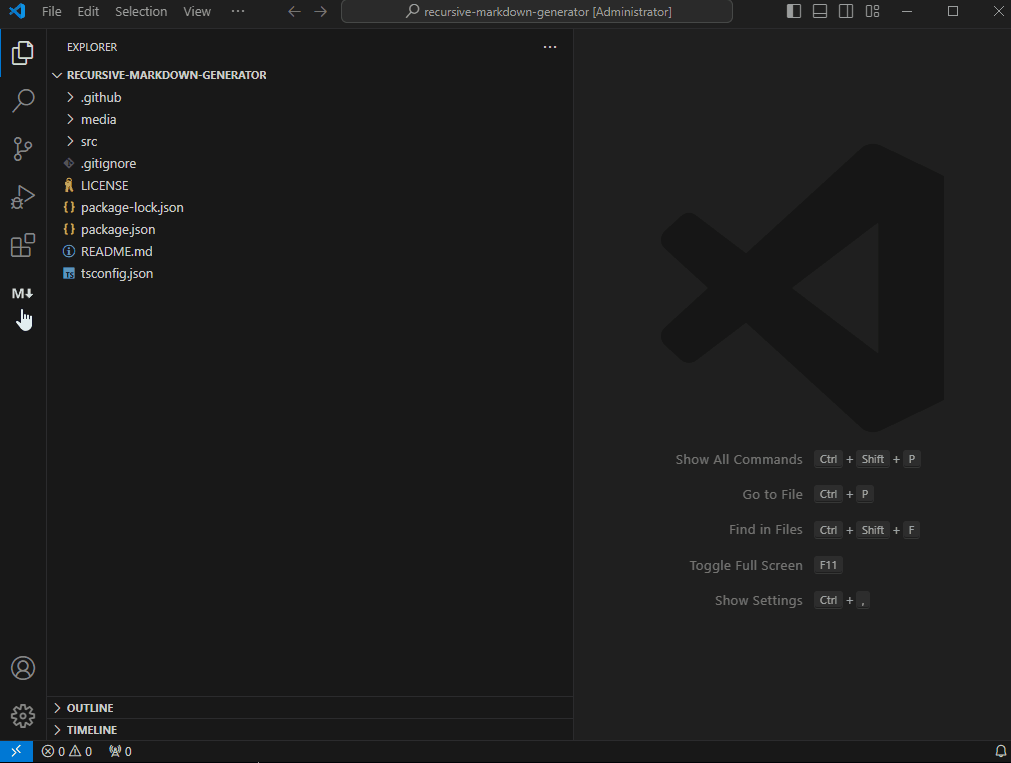 File Edit Selection View ··· recursive-markdown-generator [Administrator]
EXPLORER
RECURSIVE-MARKDOWN-GENERATOR
.github
media
src
.gitignore
LICENSE
{} package-lock.json
{} package.json
README.md
TS tsconfig.json
M
Show All Commands Ctrl + Shift + P
Go to File Ctrl + P
Find in Files Ctrl + Shift + F
Toggle Full Screen F11
Show Settings Ctrl + ,
OUTLINE
TIMELINE
0 0 0